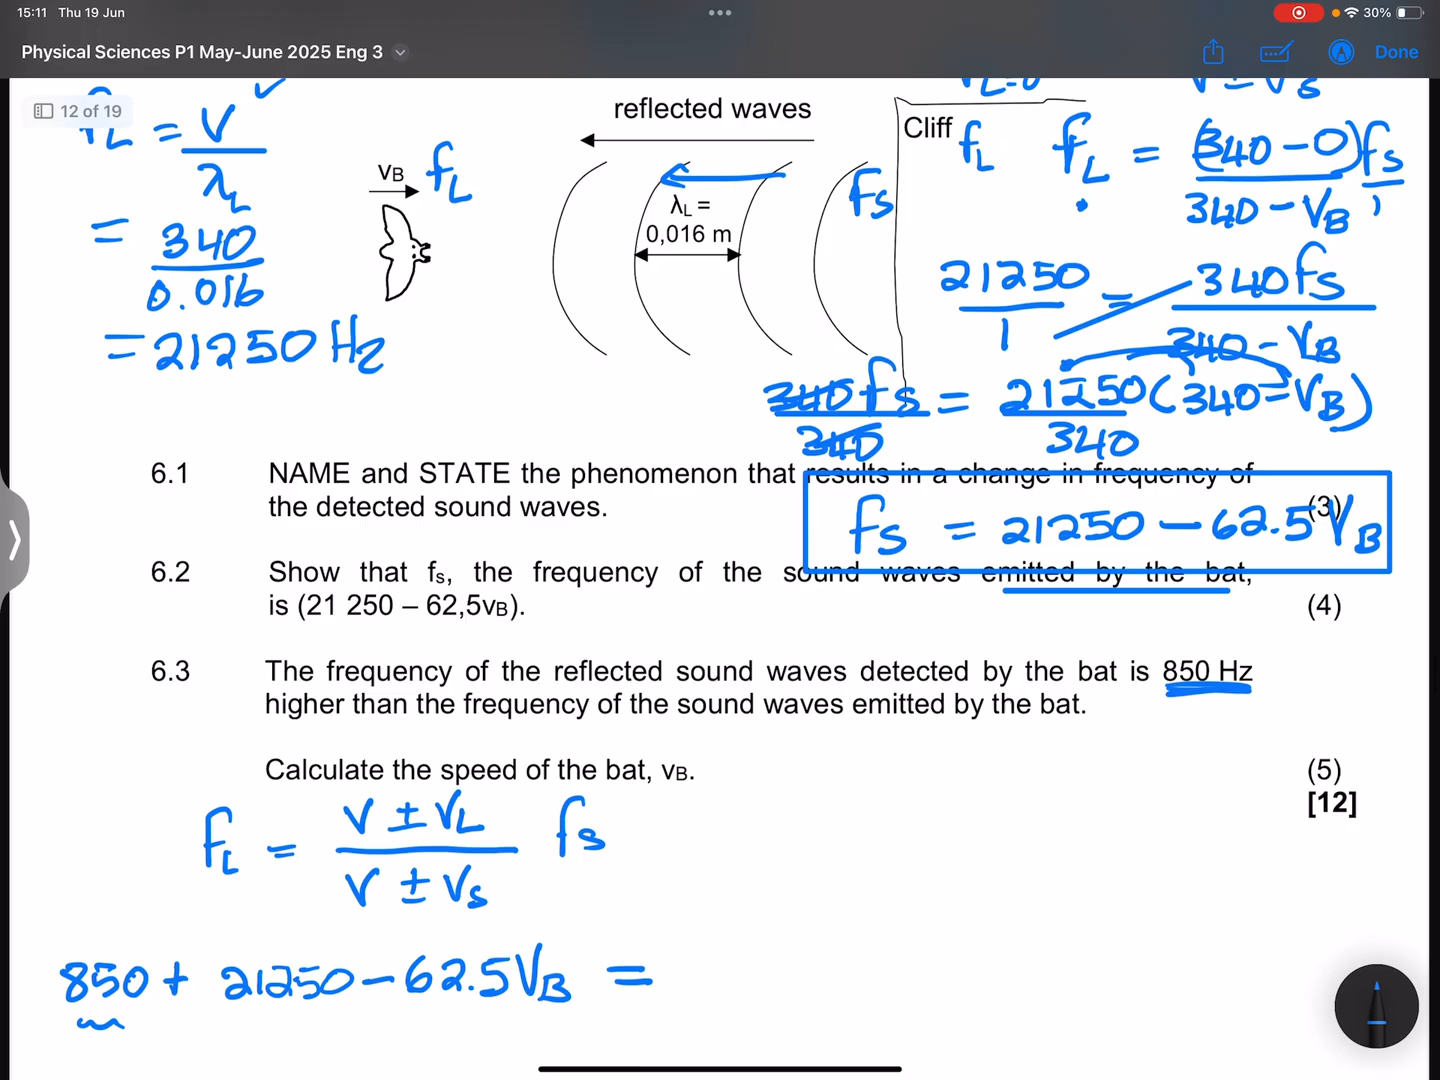 15:11 Thu 19 Jun
30%
Physical Sciences P1 May-June 2025 Eng 3
Done
12 of 19
fL = V / λL
= 340 / 0.016
= 21250 Hz
vB
fL
reflected waves
λL =
0,016 m
fs
Cliff
fL
VL=0
V ± Vs
fL = (340 - 0)fs / 340 - VB
21250 / 1 = 340fs / 340 - VB
340fs / 340 = 21250(340 - VB) / 340
fs = 21250 - 62.5VB
6.1 NAME and STATE the phenomenon that results in a change in frequency of
the detected sound waves. (3)
6.2 Show that fs, the frequency of the sound waves emitted by the bat,
is (21 250 – 62,5vB). (4)
6.3 The frequency of the reflected sound waves detected by the bat is 850 Hz
higher than the frequency of the sound waves emitted by the bat.
Calculate the speed of the bat, vB. (5)
[12]
fL = V ± VL / V ± Vs fs
850 + 21250 - 62.5VB =